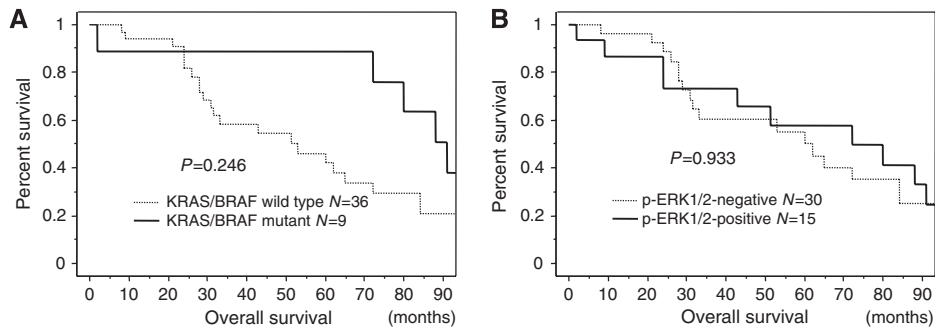 A
Percent survival
1
0.8
0.6
0.4
0.2
0
P=0.246
KRAS/BRAF wild type N=36
KRAS/BRAF mutant N=9
0 10 20 30 40 50 60 70 80 90
Overall survival (months)
B
Percent survival
1
0.8
0.6
0.4
0.2
0
P=0.933
p-ERK1/2-negative N=30
p-ERK1/2-positive N=15
0 10 20 30 40 50 60 70 80 90
Overall survival (months)